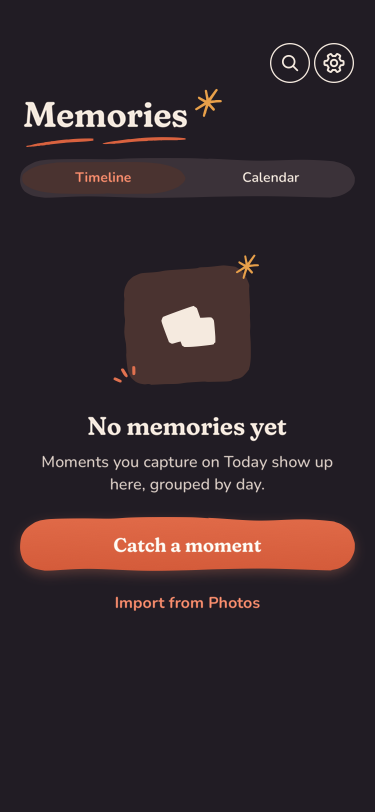 Memories
Timeline
Calendar
No memories yet
Moments you capture on Today show up
here, grouped by day.
Catch a moment
Import from Photos